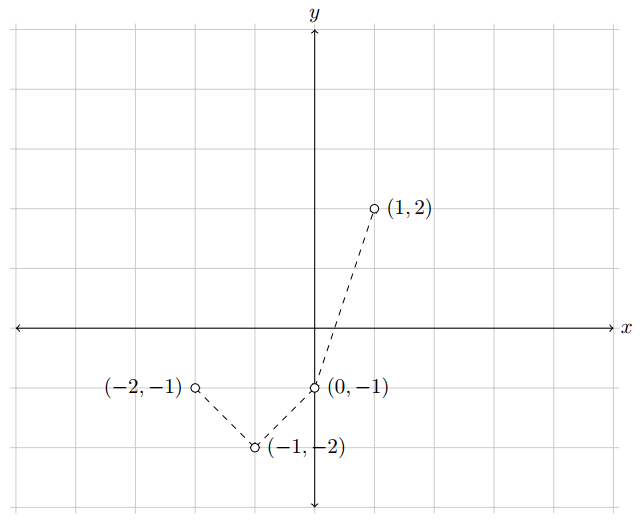 y
(1, 2)
x
(−2, −1)
(0, −1)
(−1, −2)